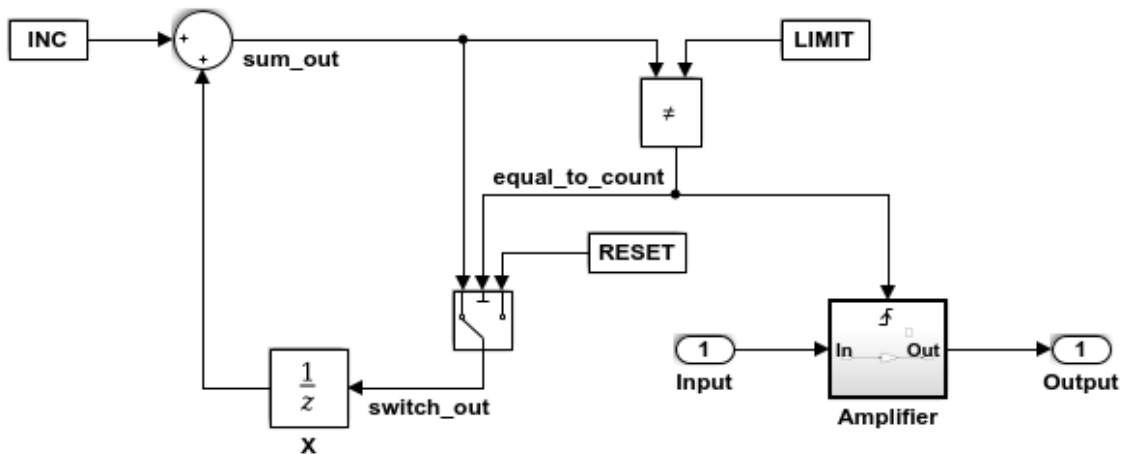 INC
+
+
sum_out
LIMIT
≠
equal_to_count
RESET
1
In
Out
1
Input
Output
Amplifier
1
z
switch_out
X